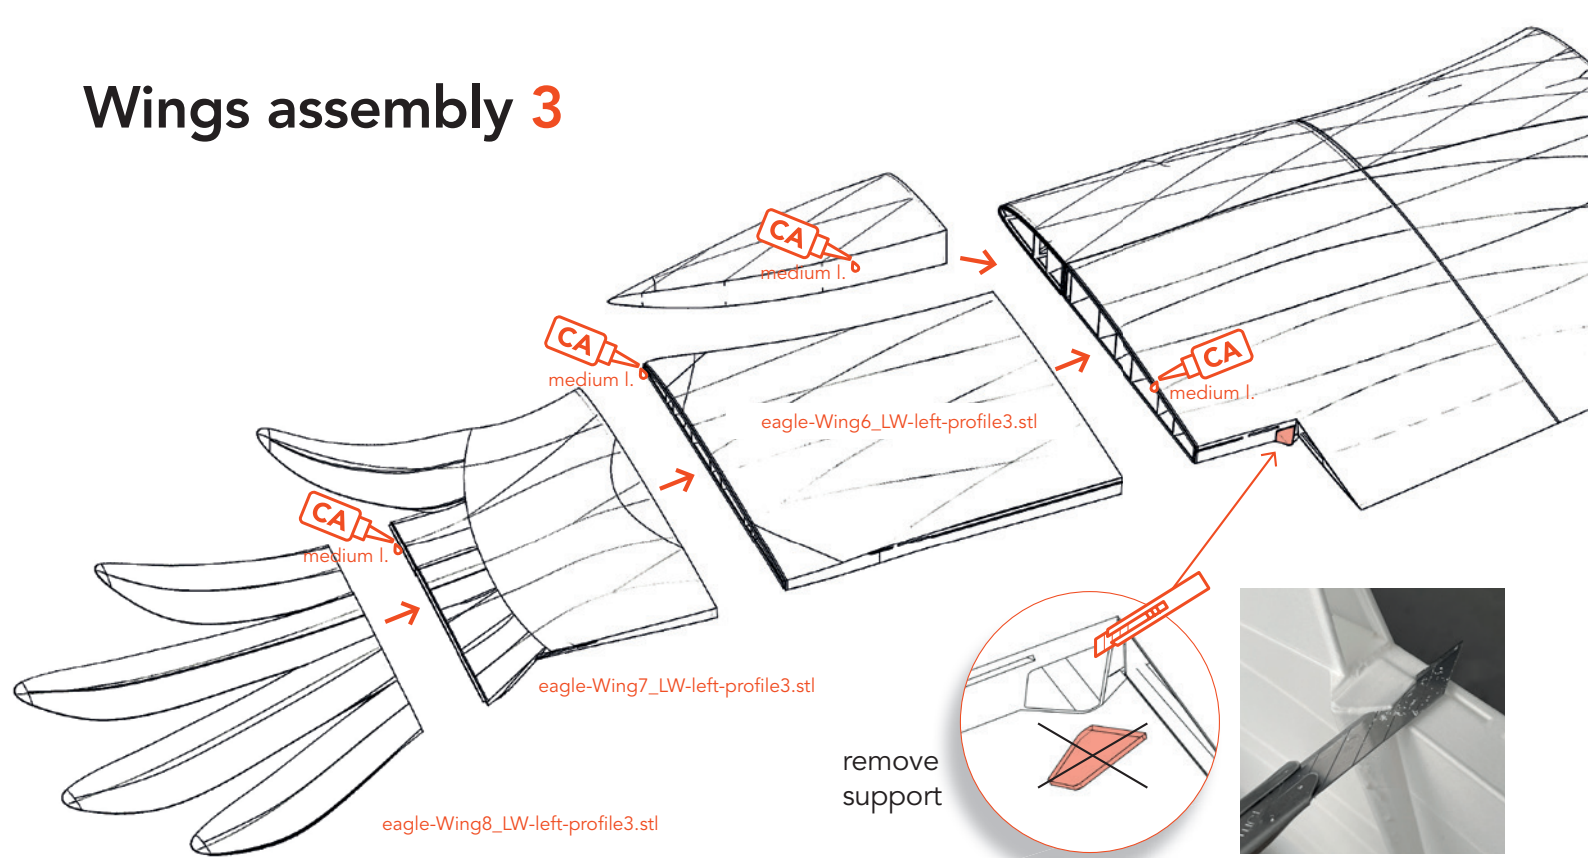 Wings assembly 3
CA
medium l.
CA
medium l.
CA
medium l.
eagle-Wing6_LW-left-profile3.stl
CA
medium l.
eagle-Wing7_LW-left-profile3.stl
remove
support
eagle-Wing8_LW-left-profile3.stl